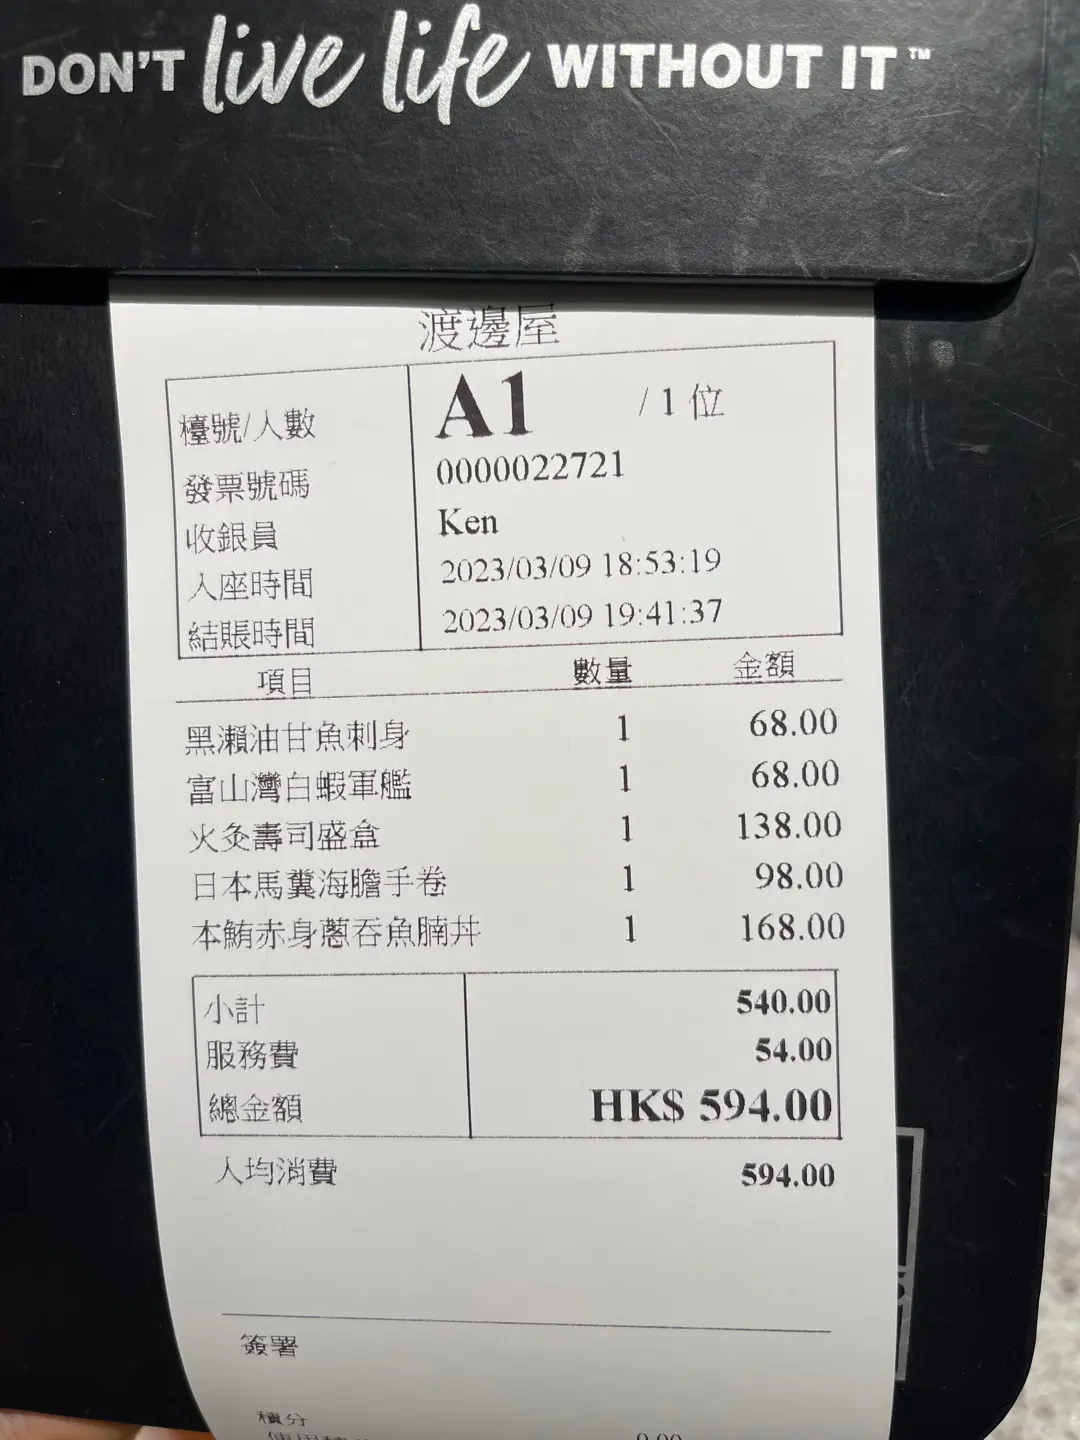 DON'T live life WITHOUT IT™
渡邊屋
檯號/人數 A1 / 1 位
發票號碼 0000022721
收銀員 Ken
入座時間 2023/03/09 18:53:19
結賬時間 2023/03/09 19:41:37
項目 數量 金額
黑瀨油甘魚刺身 1 68.00
富山灣白蝦軍艦 1 68.00
火灸壽司盛盒 1 138.00
日本馬糞海膽手卷 1 98.00
本鮪赤身蔥吞魚腩丼 1 168.00
小計 540.00
服務費 54.00
總金額 HK$ 594.00
人均消費 594.00
簽署
積分